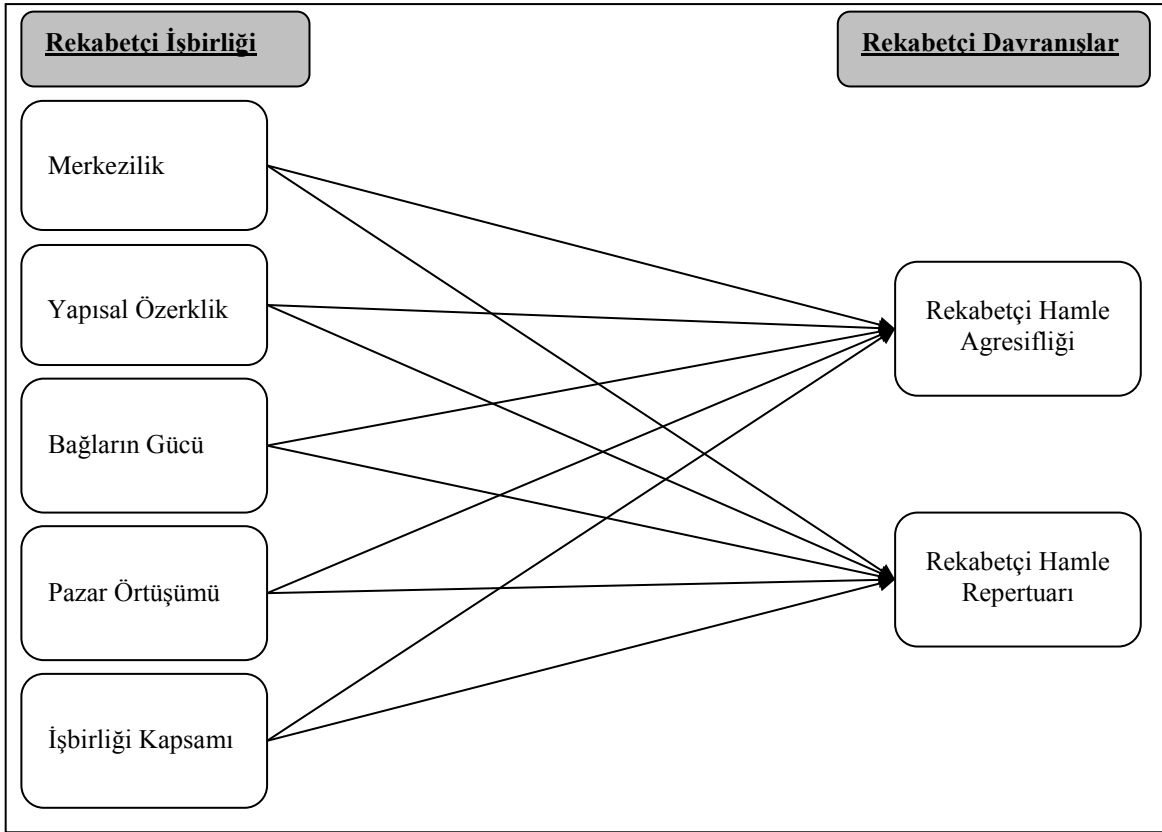 Rekabetçi İşbirliği
Rekabetçi Davranışlar
Merkezilik
Yapısal Özerklik
Bağların Gücü
Pazar Örtüşümü
İşbirliği Kapsamı
Rekabetçi Hamle
Agresifliği
Rekabetçi Hamle
Repertuarı